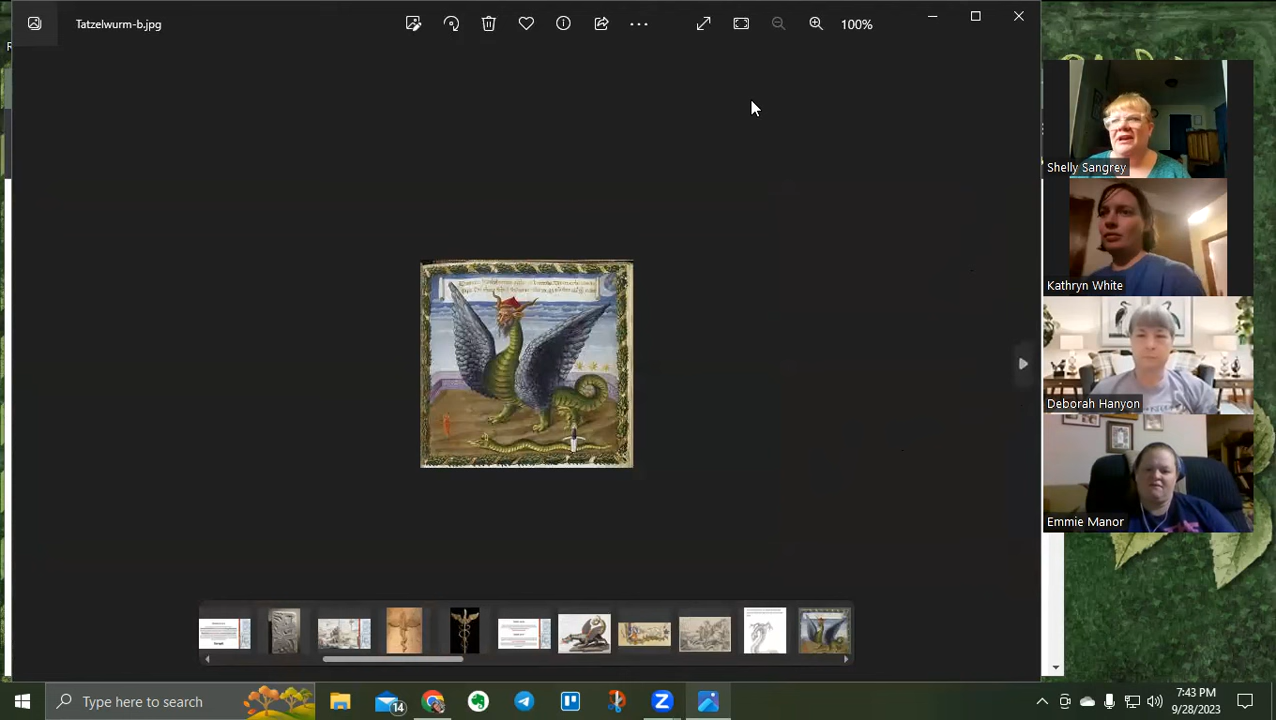 Tatzelwurm-b.jpg
100%
Shelly Sangrey
Kathryn White
Deborah Hanyon
Emmie Manor
Type here to search
14
7:43 PM
9/28/2023